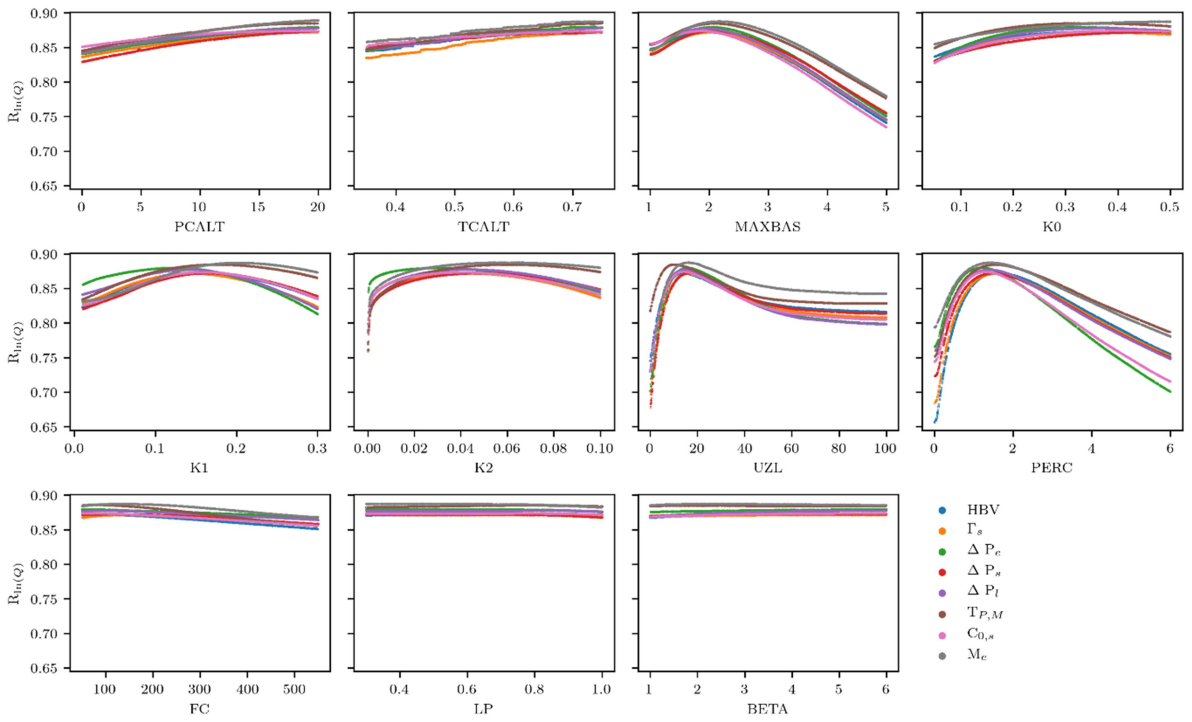 0.90
0.85
0.80
0.75
0.70
0.65
R_ln(Q)
0 5 10 15 20
PCALT
0.4 0.5 0.6 0.7
TCALT
1 2 3 4 5
MAXBAS
0.1 0.2 0.3 0.4 0.5
K0
0.90
0.85
0.80
0.75
0.70
0.65
R_ln(Q)
0.0 0.1 0.2 0.3
K1
0.00 0.02 0.04 0.06 0.08 0.10
K2
0 20 40 60 80 100
UZL
0 2 4 6
PERC
0.90
0.85
0.80
0.75
0.70
0.65
R_ln(Q)
100 200 300 400 500
FC
0.4 0.6 0.8 1.0
LP
1 2 3 4 5 6
BETA
HBV
Γ_s
Δ P_e
Δ P_s
Δ P_l
T_P,M
C_0,s
M_e